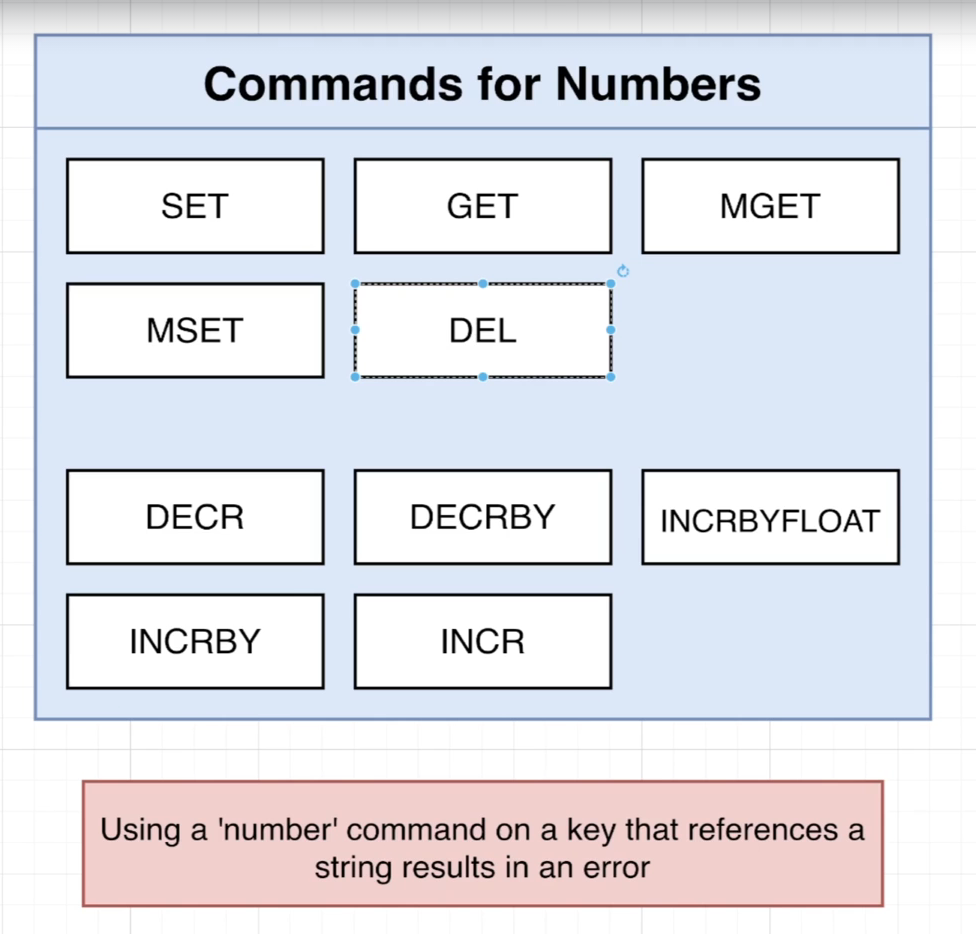 Commands for Numbers
SET
GET
MGET
MSET
DEL
DECR
DECRBY
INCRBYFLOAT
INCRBY
INCR
Using a 'number' command on a key that references a
string results in an error